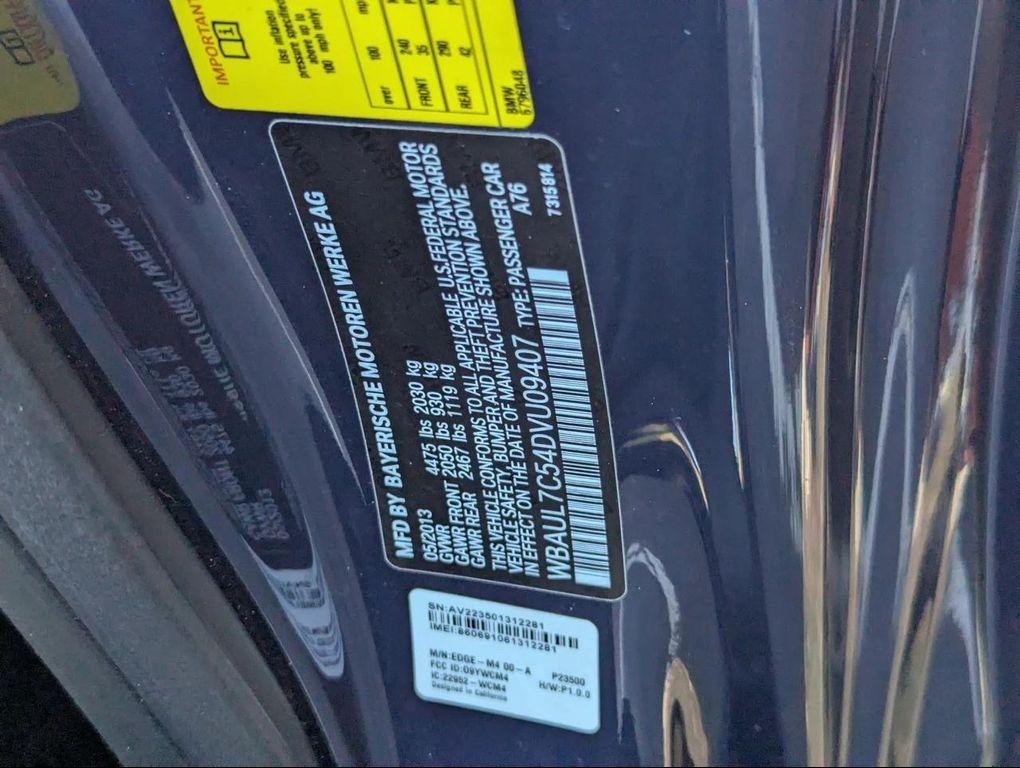 IMPORTANT
Use inflation
pressure specified
above up to
100 mph only!
over 100
FRONT 240 35
REAR 290 42
BMW
6796048
MFD BY BAYERISCHE MOTOREN WERKE AG
05/2013
GVWR 4475 lbs 2030 kg
GAWR FRONT 2050 lbs 930 kg
GAWR REAR 2467 lbs 1119 kg
THIS VEHICLE CONFORMS TO ALL APPLICABLE U.S. FEDERAL MOTOR
VEHICLE SAFETY, BUMPER AND THEFT PREVENTION STANDARDS
IN EFFECT ON THE DATE OF MANUFACTURE SHOWN ABOVE.
WBAUL7C54DVU09407 TYPE: PASSENGER CAR
A76
7315814
SN:AV223501312281
IMEI:860691061312281
M/N:EDGE-M4 00-A P23500
FCC ID:O9YWCM4 H/W:P1.0.0
IC:22952-WCM4
Designed in California